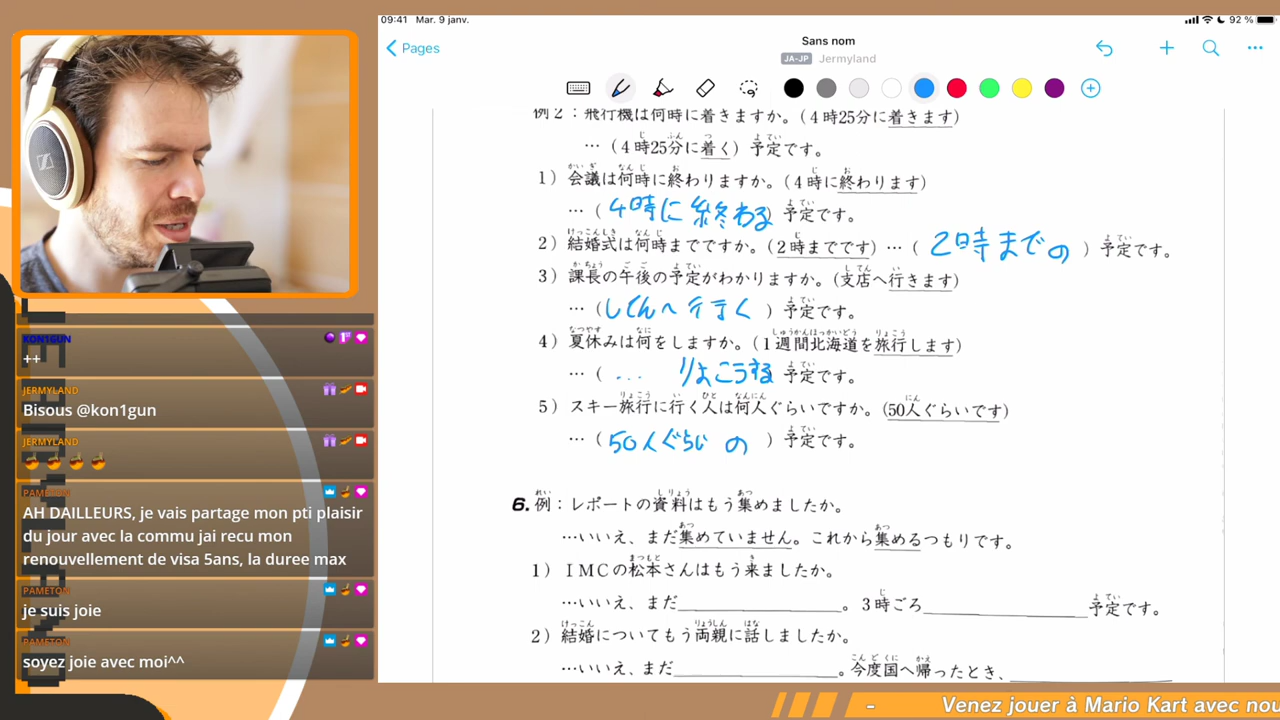 09:41 Mar. 9 janv.
92 %
Pages
Sans nom
JA-JP Jermyland
例2：飛行機は何時に着きますか。(4時25分に着きます)
…(4時25分に着く) 予定です。
1) 会議は何時に終わりますか。(4時に終わります)
…(4時に終わる) 予定です。
2) 結婚式は何時までですか。(2時までです) …( 2時までの ) 予定です。
3) 課長の午後の予定がわかりますか。(支店へ行きます)
…(してんへ行く ) 予定です。
4) 夏休みは何をしますか。(1週間北海道を旅行します)
…( … りょこうする 予定です。
5) スキー旅行に行く人は何人ぐらいですか。(50人ぐらいです)
…( 50人ぐらい の ) 予定です。
6. 例：レポートの資料はもう集めましたか。
…いいえ、まだ集めていません。これから集めるつもりです。
1) IMCの松本さんはもう来ましたか。
…いいえ、まだ＿＿＿＿＿。3時ごろ＿＿＿＿＿予定です。
2) 結婚についてもう両親に話しましたか。
…いいえ、まだ＿＿＿＿＿。今度国へ帰ったとき、＿＿＿＿＿
KON1GUN
++
JERMYLAND
Bisous @kon1gun
JERMYLAND
PAMETON
AH DAILLEURS, je vais partage mon pti plaisir
du jour avec la commu jai recu mon
renouvellement de visa 5ans, la duree max
PAMETON
je suis joie
PAMETON
soyez joie avec moi^^
- Venez jouer à Mario Kart avec nou